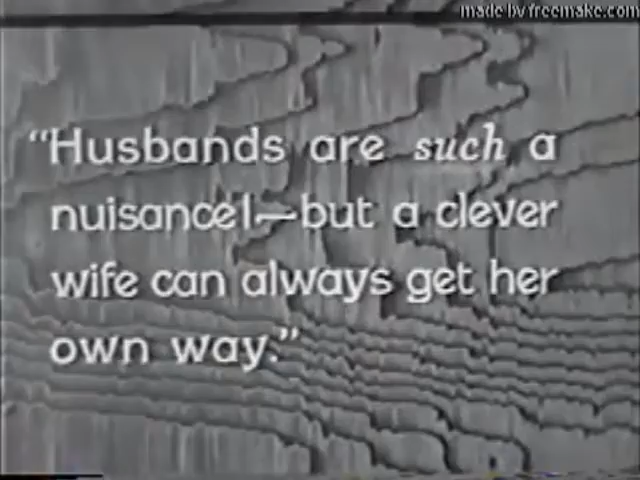 made by freemake.com
“Husbands are such a
nuisance!—but a clever
wife can always get her
own way.”